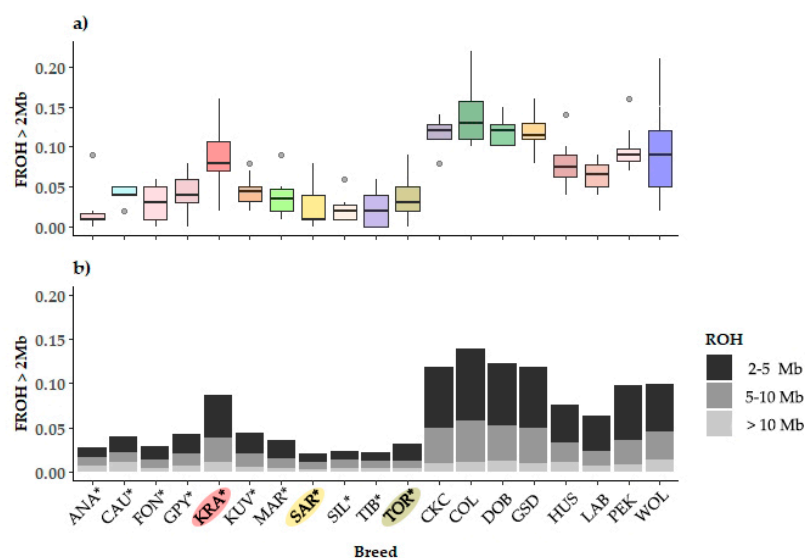 a)
FROH > 2Mb
0.20
0.15
0.10
0.05
0.00
b)
FROH > 2Mb
0.20
0.15
0.10
0.05
0.00
ANA* CAU* FON* GPY* KRA* KUV* MAR* SAR* SIL* TIB* TOR* CKC COL DOB GSD HUS LAB PEK WOL
Breed
ROH
2-5 Mb
5-10 Mb
> 10 Mb